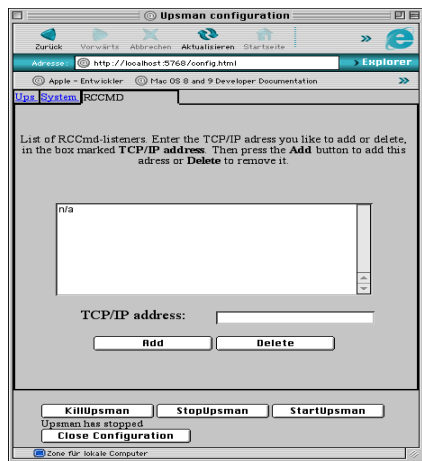 Upsman configuration
Zurück Vorwärts Abbrechen Aktualisieren Startseite »
Adresse http://localhost:5768/config.html Explorer
Apple - Entwickler Mac OS 8 and 9 Developer Documentation »
Ups System RCCMD
List of RCCmd-listeners. Enter the TCP/IP adress you like to add or delete,
in the box marked TCP/IP address. Then press the Add button to add this
adress or Delete to remove it.
n/a
TCP/IP address:
Add Delete
KillUpsman StopUpsman StartUpsman
Upsman has stopped
Close Configuration
Zone für lokale Computer